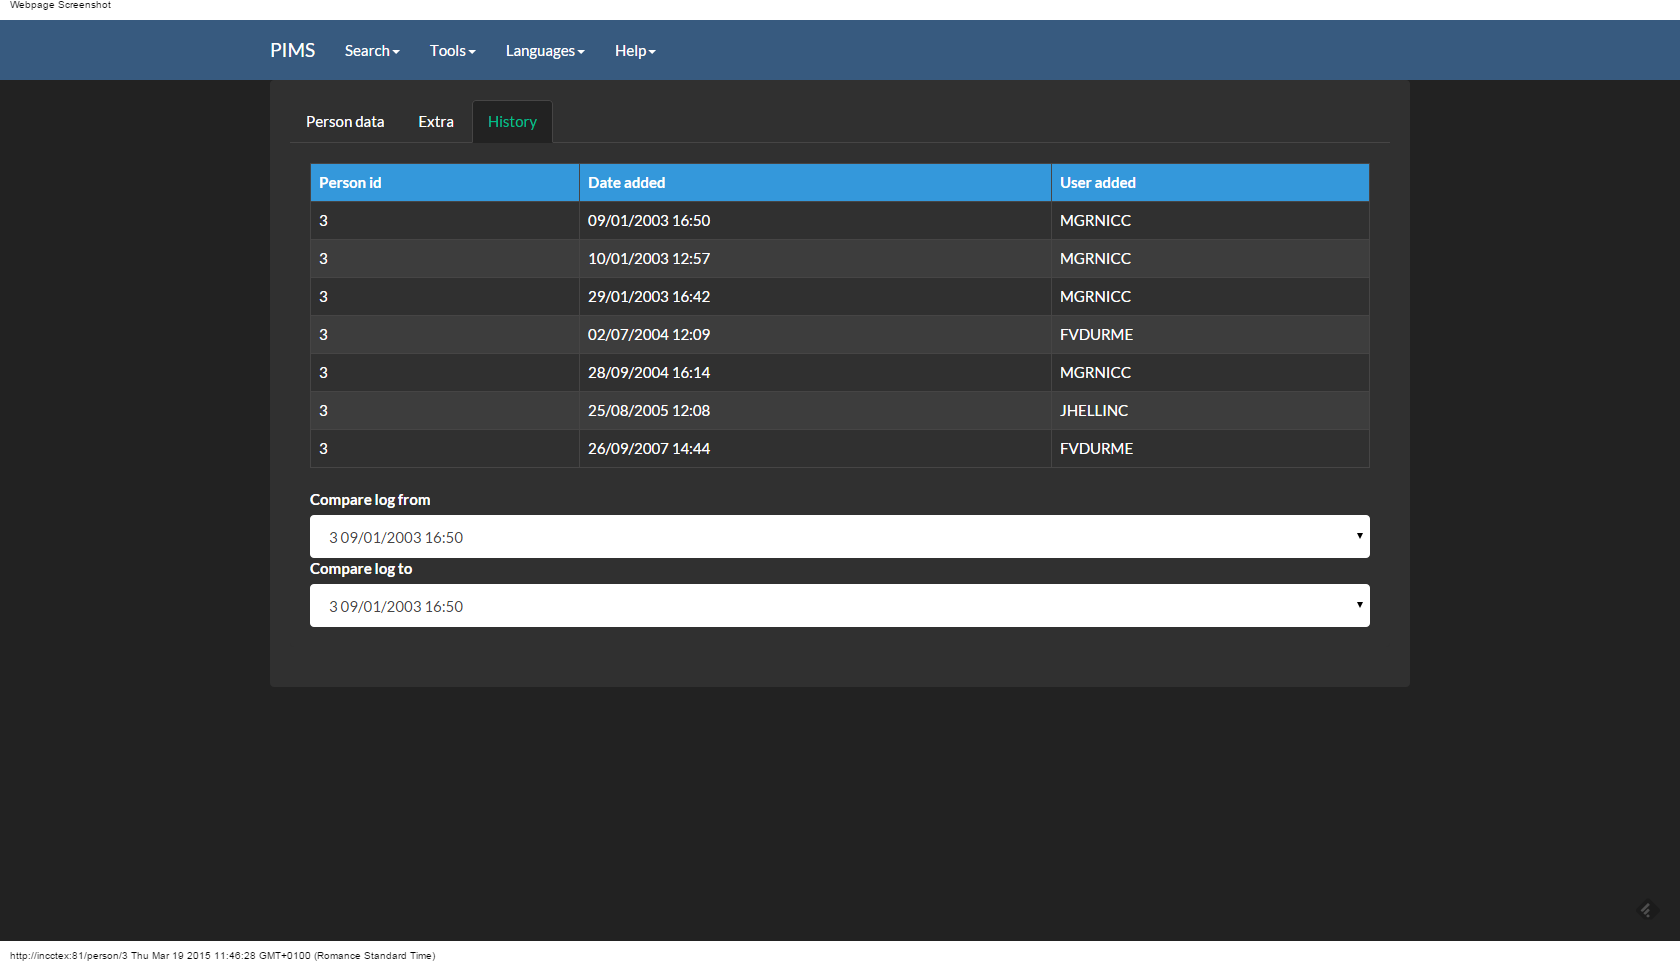 Webpage Screenshot
PIMS Search Tools Languages Help
Person data Extra History
Person id Date added User added
3 09/01/2003 16:50 MGRNICC
3 10/01/2003 12:57 MGRNICC
3 29/01/2003 16:42 MGRNICC
3 02/07/2004 12:09 FVDURME
3 28/09/2004 16:14 MGRNICC
3 25/08/2005 12:08 JHELLINC
3 26/09/2007 14:44 FVDURME
Compare log from
3 09/01/2003 16:50
Compare log to
3 09/01/2003 16:50
http://incctex:81/person/3 Thu Mar 19 2015 11:46:28 GMT+0100 (Romance Standard Time)